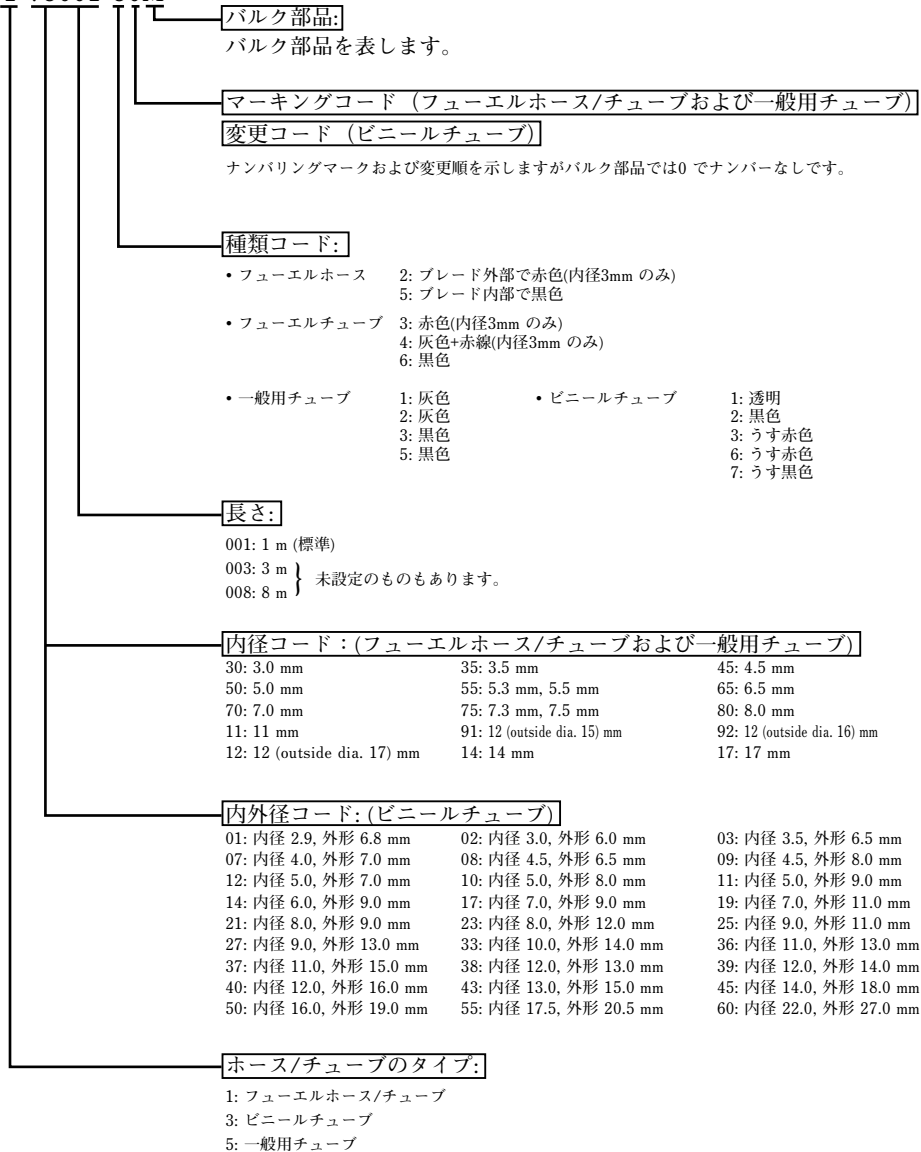 バルク部品:
バルク部品を表します。
マーキングコード（フューエルホース/チューブおよび一般用チューブ）
変更コード（ビニールチューブ）
ナンバリングマークおよび変更順を示しますがバルク部品では0 でナンバーなしです。
種類コード:
• フューエルホース 2: ブレード外部で赤色(内径3mm のみ)
5: ブレード内部で黒色
• フューエルチューブ 3: 赤色(内径3mm のみ)
4: 灰色+赤線(内径3mm のみ)
6: 黒色
• 一般用チューブ 1: 灰色 • ビニールチューブ 1: 透明
2: 灰色 2: 黒色
3: 黒色 3: うす赤色
5: 黒色 6: うす赤色
7: うす黒色
長さ:
001: 1 m (標準)
003: 3 m
008: 8 m } 未設定のものもあります。
内径コード：(フューエルホース/チューブおよび一般用チューブ)
30: 3.0 mm 35: 3.5 mm 45: 4.5 mm
50: 5.0 mm 55: 5.3 mm, 5.5 mm 65: 6.5 mm
70: 7.0 mm 75: 7.3 mm, 7.5 mm 80: 8.0 mm
11: 11 mm 91: 12 (outside dia. 15) mm 92: 12 (outside dia. 16) mm
12: 12 (outside dia. 17) mm 14: 14 mm 17: 17 mm
内外径コード: (ビニールチューブ)
01: 内径 2.9, 外形 6.8 mm 02: 内径 3.0, 外形 6.0 mm 03: 内径 3.5, 外形 6.5 mm
07: 内径 4.0, 外形 7.0 mm 08: 内径 4.5, 外形 6.5 mm 09: 内径 4.5, 外形 8.0 mm
12: 内径 5.0, 外形 7.0 mm 10: 内径 5.0, 外形 8.0 mm 11: 内径 5.0, 外形 9.0 mm
14: 内径 6.0, 外形 9.0 mm 17: 内径 7.0, 外形 9.0 mm 19: 内径 7.0, 外形 11.0 mm
21: 内径 8.0, 外形 9.0 mm 23: 内径 8.0, 外形 12.0 mm 25: 内径 9.0, 外形 11.0 mm
27: 内径 9.0, 外形 13.0 mm 33: 内径 10.0, 外形 14.0 mm 36: 内径 11.0, 外形 13.0 mm
37: 内径 11.0, 外形 15.0 mm 38: 内径 12.0, 外形 13.0 mm 39: 内径 12.0, 外形 14.0 mm
40: 内径 12.0, 外形 16.0 mm 43: 内径 13.0, 外形 15.0 mm 45: 内径 14.0, 外形 18.0 mm
50: 内径 16.0, 外形 19.0 mm 55: 内径 17.5, 外形 20.5 mm 60: 内径 22.0, 外形 27.0 mm
ホース/チューブのタイプ:
1: フューエルホース/チューブ
3: ビニールチューブ
5: 一般用チューブ